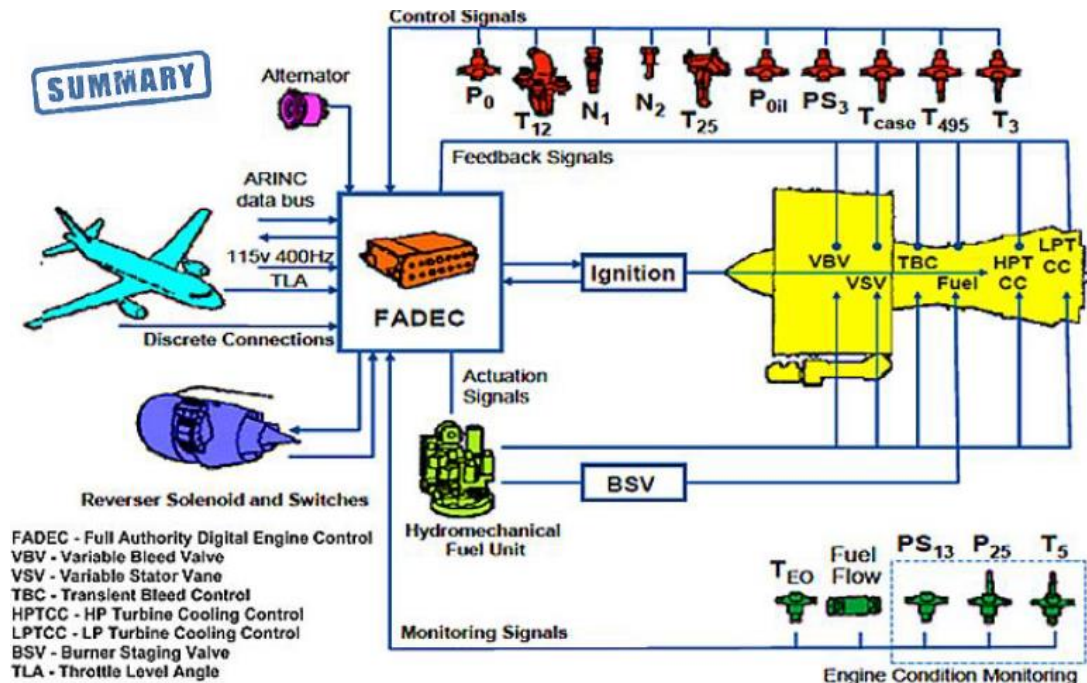 SUMMARY
Control Signals
Alternator
P0
T12
N1
N2
T25
P0il
PS3
Tcase
T495
T3
Feedback Signals
ARINC
data bus
115v 400Hz
TLA
Discrete Connections
FADEC
Ignition
VBV
VSV
TBC
Fuel
HPT
CC
LPT
CC
Actuation
Signals
Reverser Solenoid and Switches
Hydromechanical
Fuel Unit
BSV
FADEC - Full Authority Digital Engine Control
VBV - Variable Bleed Valve
VSV - Variable Stator Vane
TBC - Transient Bleed Control
HPTCC - HP Turbine Cooling Control
LPTCC - LP Turbine Cooling Control
BSV - Burner Staging Valve
TLA - Throttle Level Angle
TEO
Fuel
Flow
PS13
P25
T5
Monitoring Signals
Engine Condition Monitoring